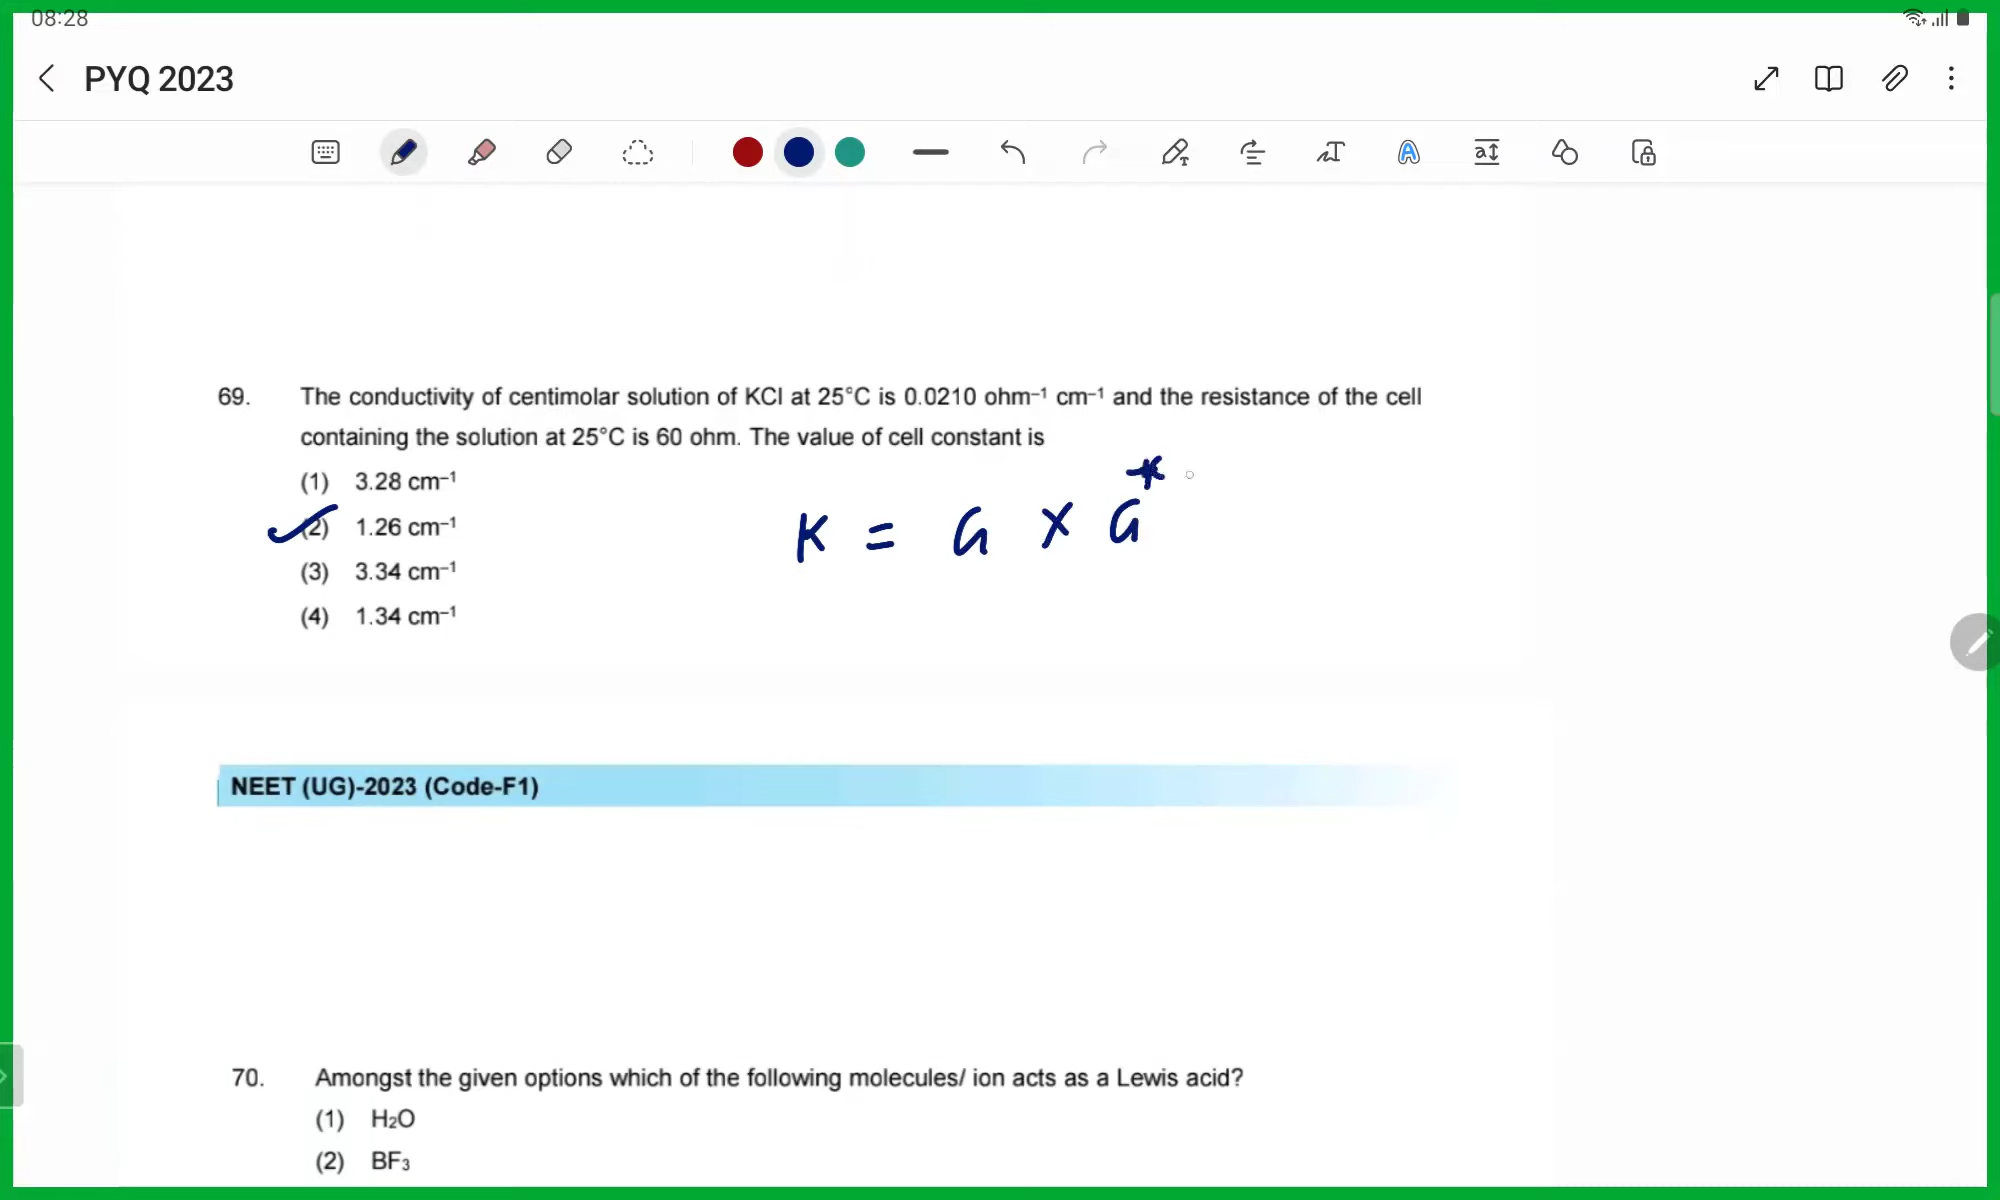 08:28
PYQ 2023
69. The conductivity of centimolar solution of KCl at 25°C is 0.0210 ohm⁻¹ cm⁻¹ and the resistance of the cell
containing the solution at 25°C is 60 ohm. The value of cell constant is
(1) 3.28 cm⁻¹
(2) 1.26 cm⁻¹
(3) 3.34 cm⁻¹
(4) 1.34 cm⁻¹
K = G × G*
NEET (UG)-2023 (Code-F1)
70. Amongst the given options which of the following molecules/ ion acts as a Lewis acid?
(1) H₂O
(2) BF₃